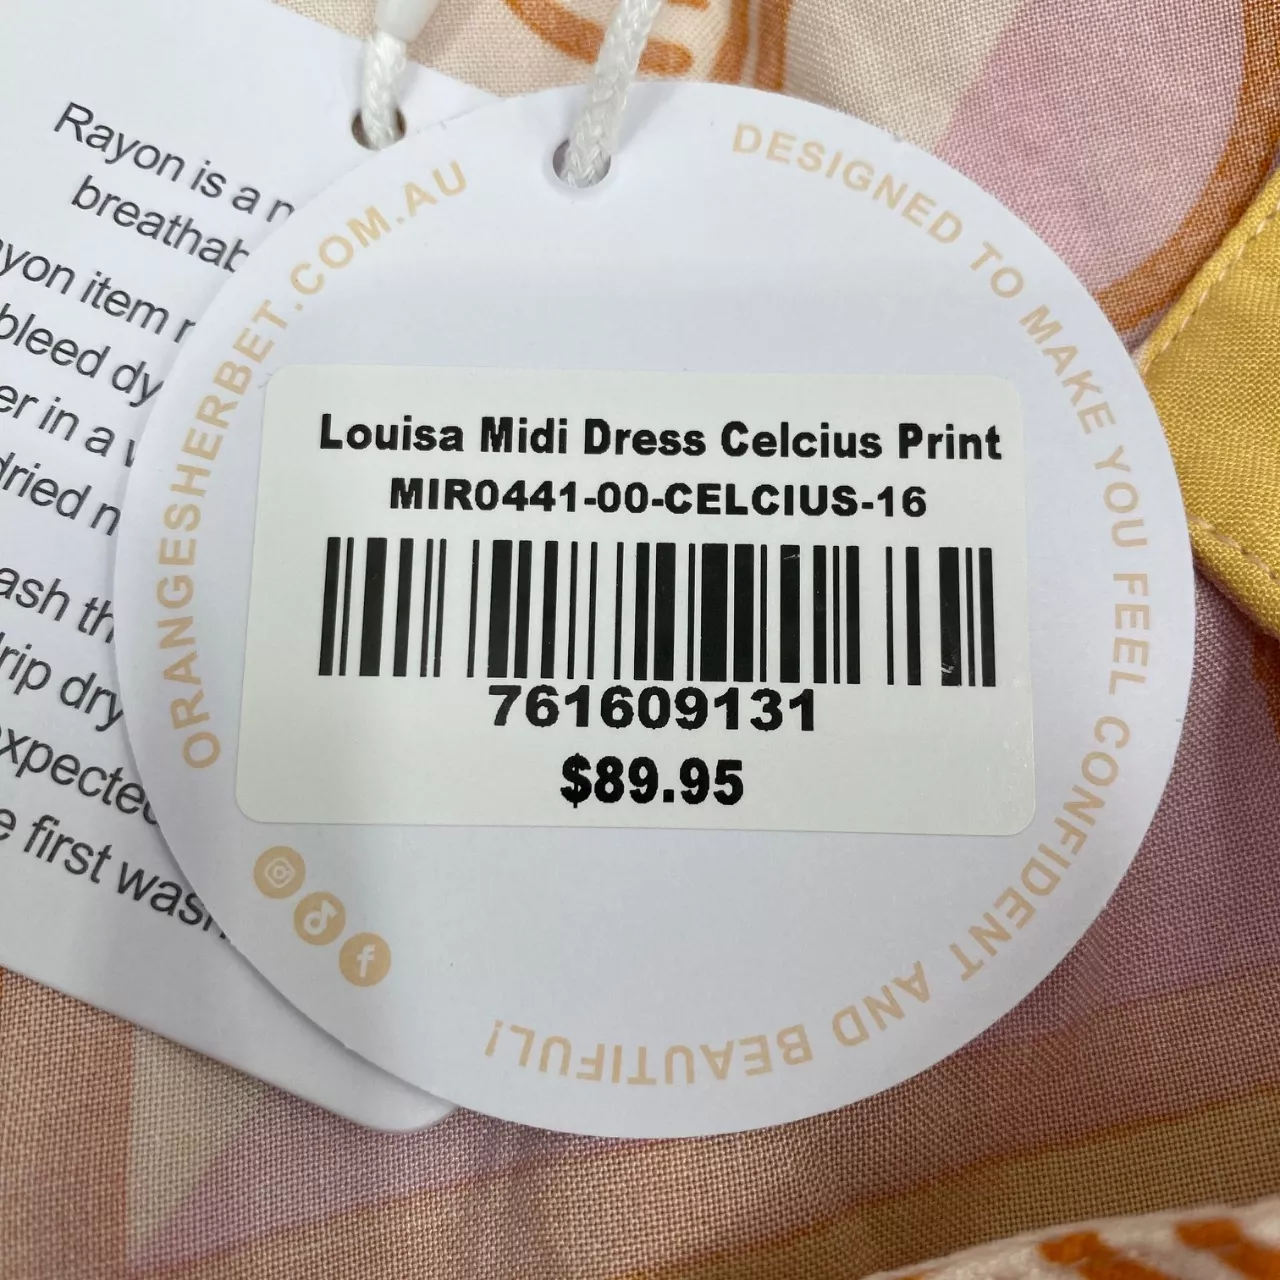 Rayon is a
breathab
yon item
bleed dy
er in a
dried n
ash th
rip dry
expected
e first wash
ORANGESHERBET.COM.AU
DESIGNED TO MAKE YOU FEEL CONFIDENT AND BEAUTIFUL!
Louisa Midi Dress Celcius Print
MIR0441-00-CELCIUS-16
761609131
$89.95